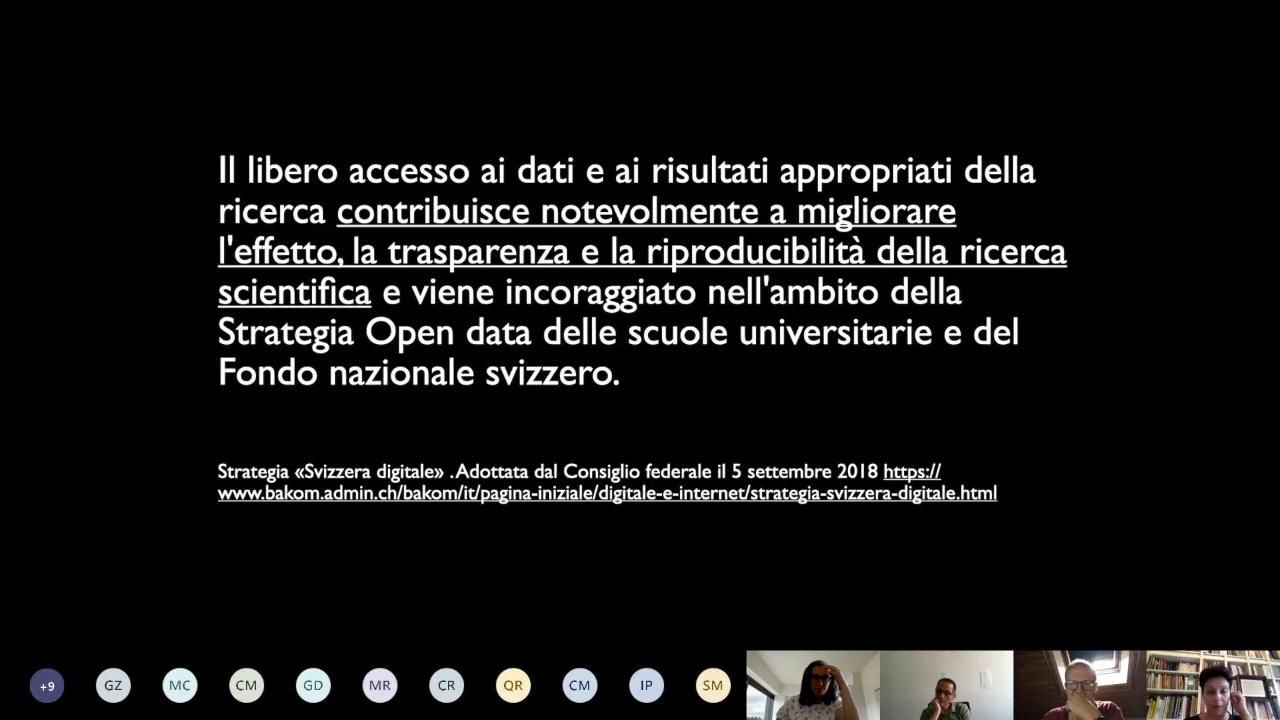 Il libero accesso ai dati e ai risultati appropriati della
ricerca contribuisce notevolmente a migliorare
l'effetto, la trasparenza e la riproducibilità della ricerca
scientifica e viene incoraggiato nell'ambito della
Strategia Open data delle scuole universitarie e del
Fondo nazionale svizzero.
Strategia «Svizzera digitale» . Adottata dal Consiglio federale il 5 settembre 2018 https://
www.bakom.admin.ch/bakom/it/pagina-iniziale/digitale-e-internet/strategia-svizzera-digitale.html
+9 GZ MC CM GD MR CR QR CM IP SM